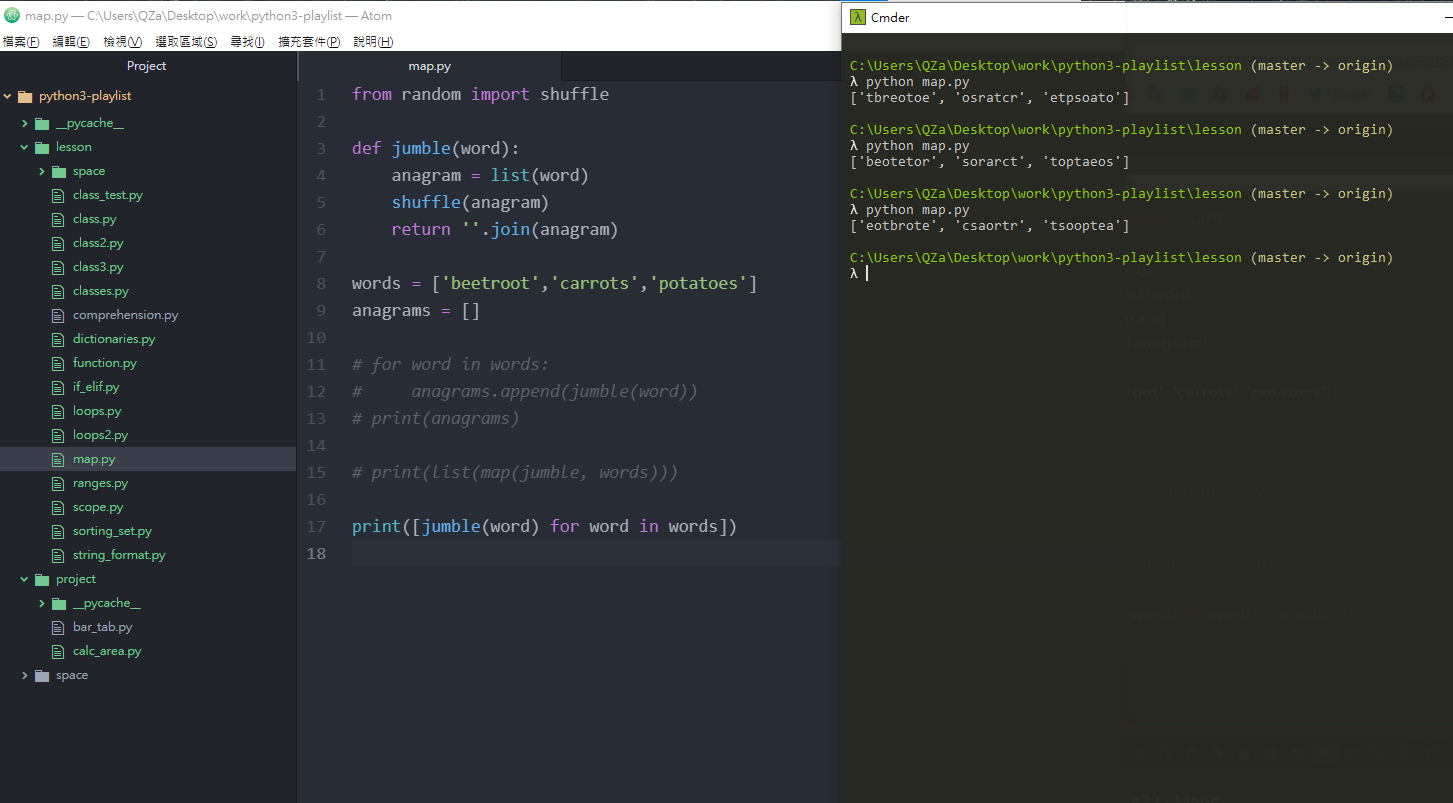 map.py — C:\Users\QZa\Desktop\work\python3-playlist — Atom
檔案(F) 編輯(E) 檢視(V) 選取區域(S) 尋找(I) 擴充套件(P) 說明(H)
Project
python3-playlist
__pycache__
lesson
space
class_test.py
class.py
class2.py
class3.py
classes.py
comprehension.py
dictionaries.py
function.py
if_elif.py
loops.py
loops2.py
map.py
ranges.py
scope.py
sorting_set.py
string_format.py
project
__pycache__
bar_tab.py
calc_area.py
space
map.py
1 from random import shuffle
2
3 def jumble(word):
4     anagram = list(word)
5     shuffle(anagram)
6     return ''.join(anagram)
7
8 words = ['beetroot','carrots','potatoes']
9 anagrams = []
10
11 # for word in words:
12 #     anagrams.append(jumble(word))
13 # print(anagrams)
14
15 # print(list(map(jumble, words)))
16
17 print([jumble(word) for word in words])
18
λ Cmder
C:\Users\QZa\Desktop\work\python3-playlist\lesson (master -> origin)
λ python map.py
['tbreotoe', 'osratcr', 'etpsoato']
C:\Users\QZa\Desktop\work\python3-playlist\lesson (master -> origin)
λ python map.py
['beotetor', 'sorarct', 'toptaeos']
C:\Users\QZa\Desktop\work\python3-playlist\lesson (master -> origin)
λ python map.py
['eotbrote', 'csaortr', 'tsooptea']
C:\Users\QZa\Desktop\work\python3-playlist\lesson (master -> origin)
λ